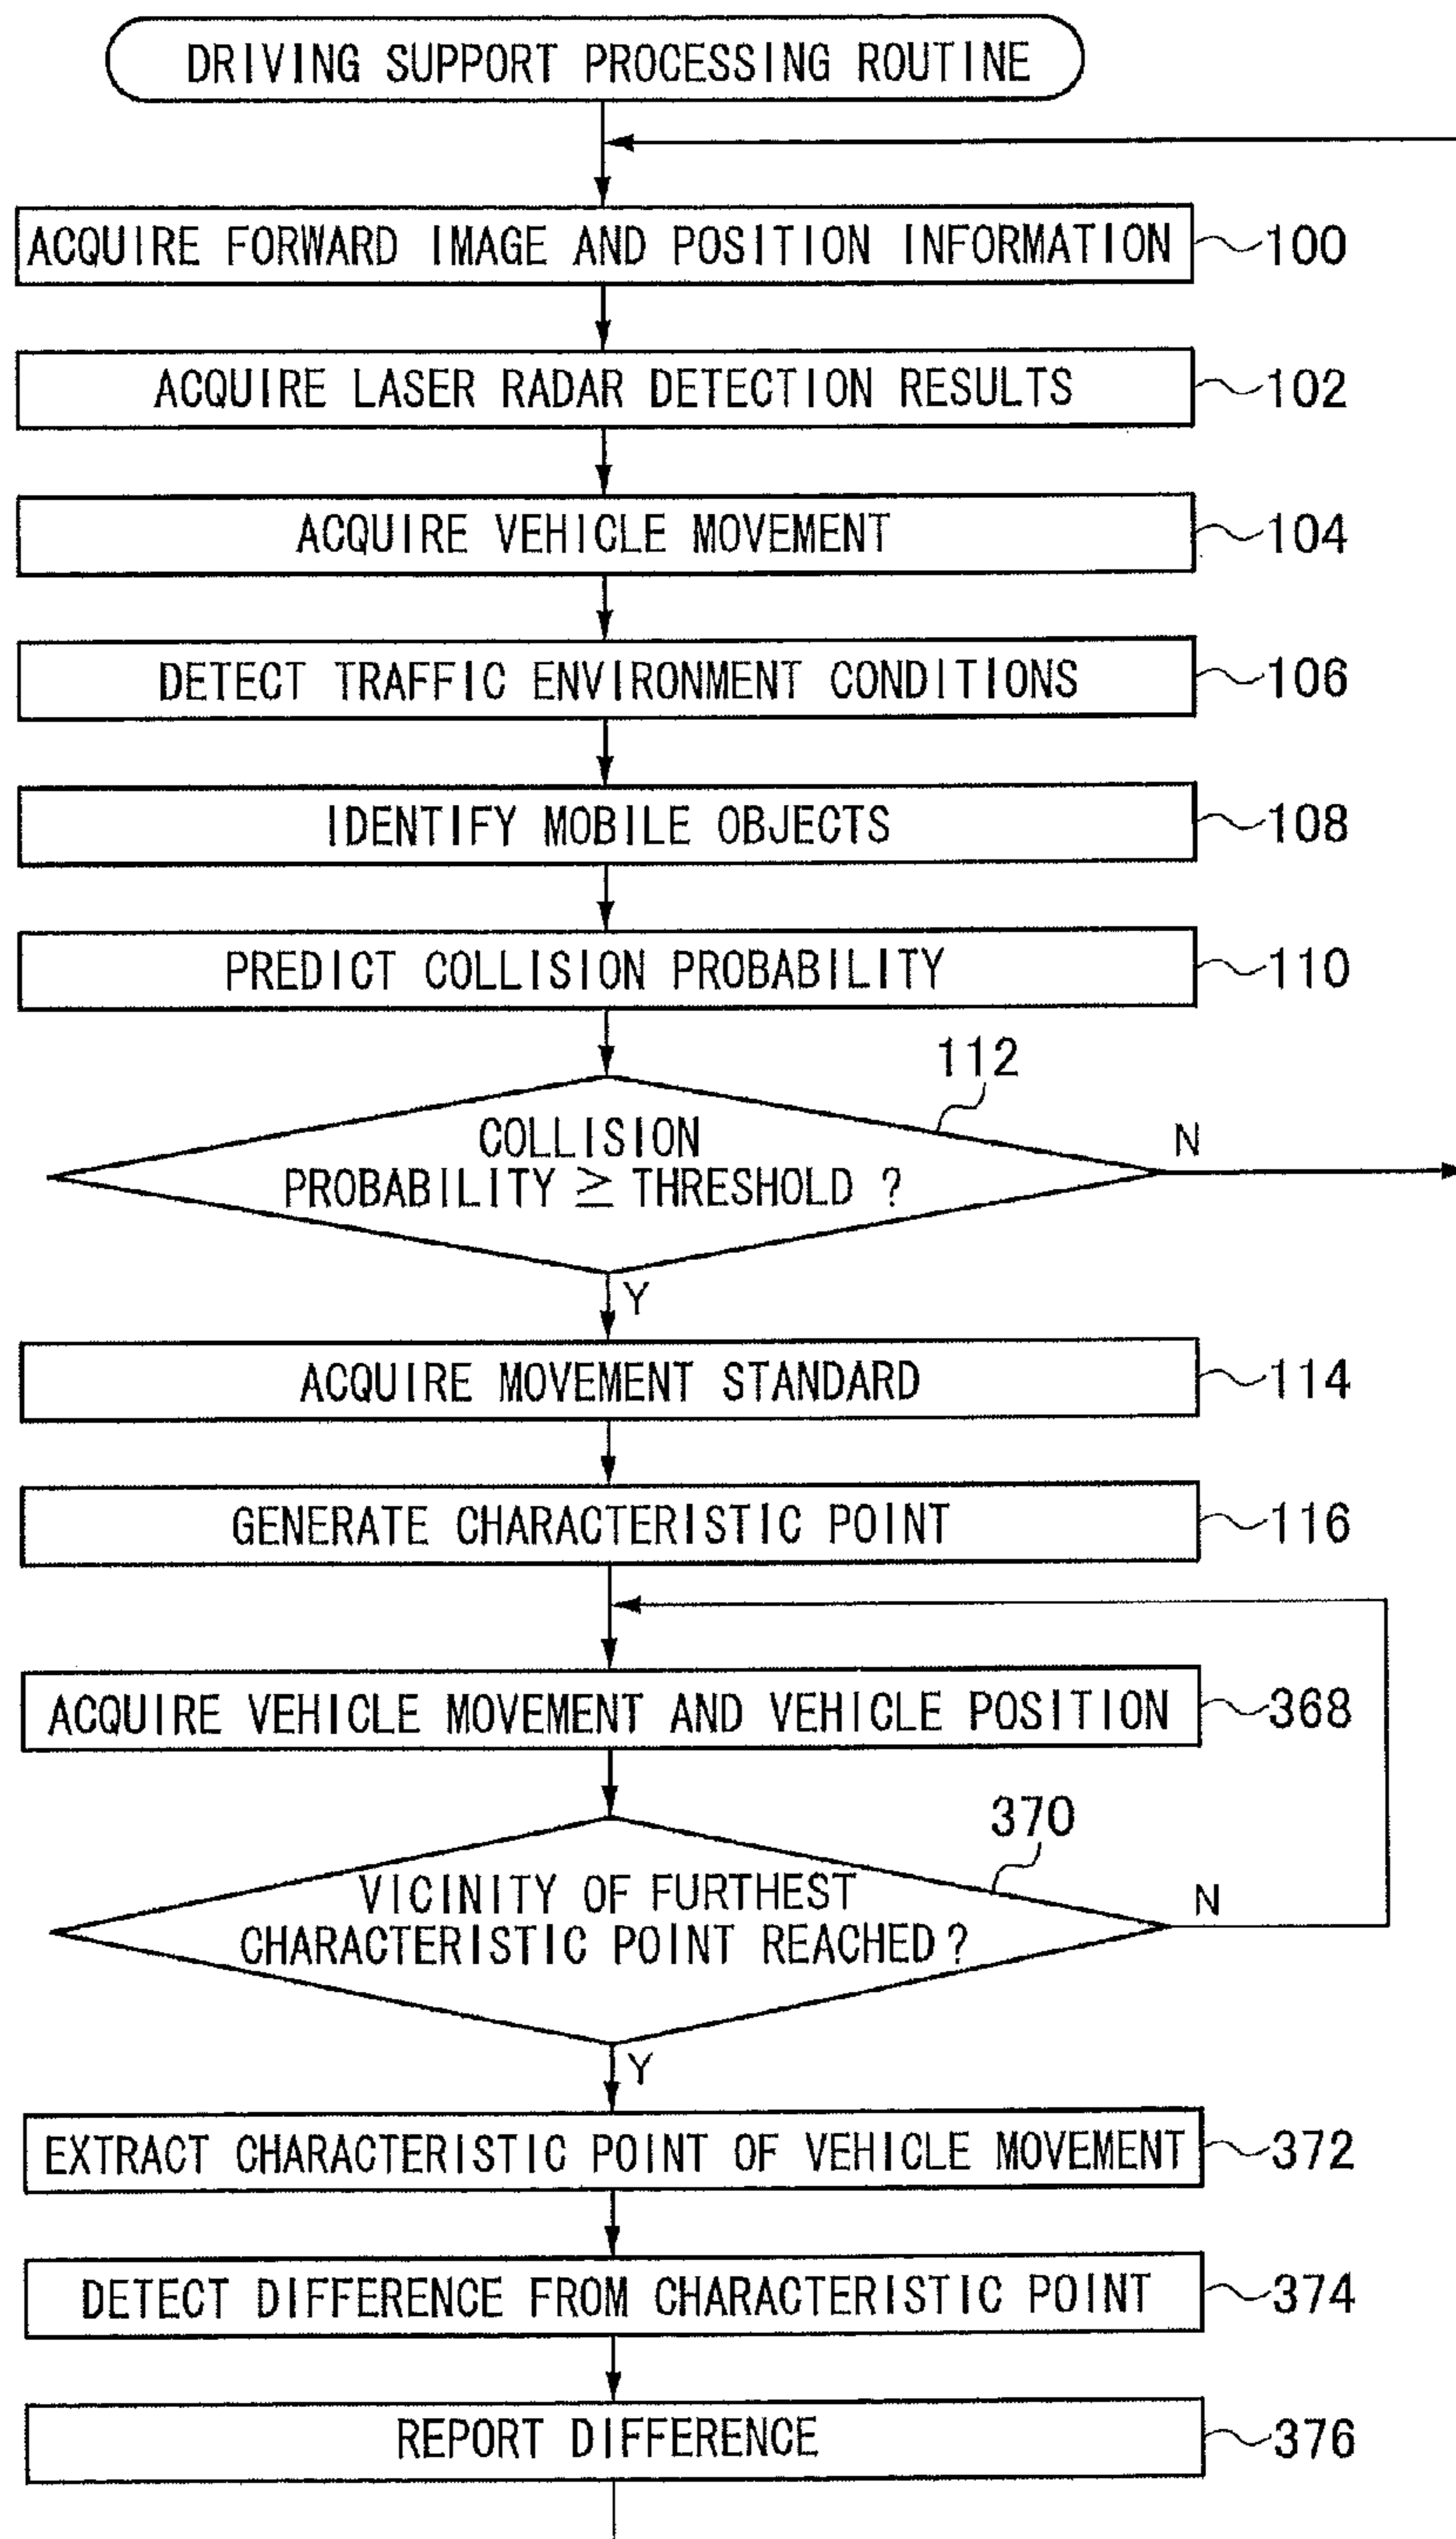 DRIVING SUPPORT PROCESSING ROUTINE
ACQUIRE FORWARD IMAGE AND POSITION INFORMATION
100
ACQUIRE LASER RADAR DETECTION RESULTS
102
ACQUIRE VEHICLE MOVEMENT
104
DETECT TRAFFIC ENVIRONMENT CONDITIONS
106
IDENTIFY MOBILE OBJECTS
108
PREDICT COLLISION PROBABILITY
110
112
COLLISION
PROBABILITY ≧ THRESHOLD ?
N
Y
ACQUIRE MOVEMENT STANDARD
114
GENERATE CHARACTERISTIC POINT
116
ACQUIRE VEHICLE MOVEMENT AND VEHICLE POSITION
368
370
VICINITY OF FURTHEST
CHARACTERISTIC POINT REACHED ?
N
Y
EXTRACT CHARACTERISTIC POINT OF VEHICLE MOVEMENT
372
DETECT DIFFERENCE FROM CHARACTERISTIC POINT
374
REPORT DIFFERENCE
376